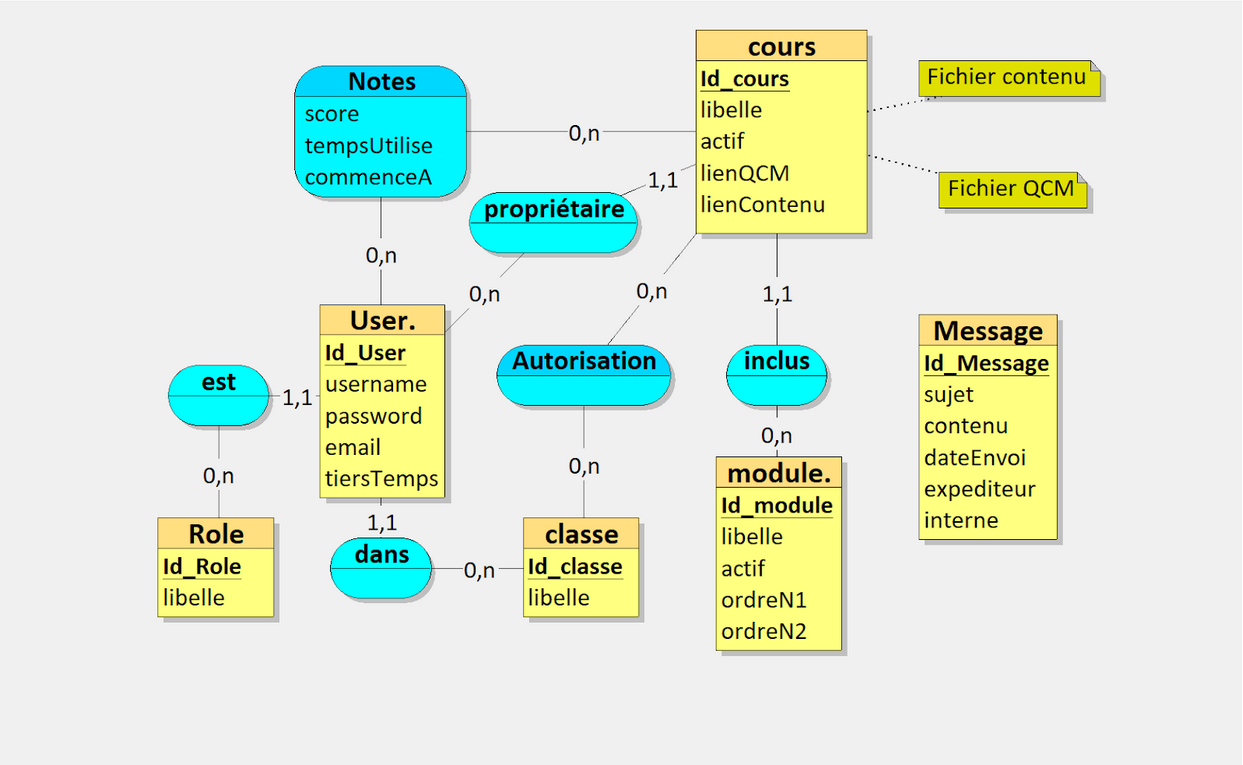 cours
Id_cours
libelle
actif
lienQCM
lienContenu
Fichier contenu
Fichier QCM
Notes
score
tempsUtilise
commenceA
0,n
1,1
propriétaire
0,n
0,n
0,n
1,1
User.
Id_User
username
password
email
tiersTemps
Autorisation
inclus
Message
Id_Message
sujet
contenu
dateEnvoi
expediteur
interne
est
1,1
0,n
0,n
0,n
module.
Id_module
libelle
actif
ordreN1
ordreN2
Role
Id_Role
libelle
1,1
dans
0,n
classe
Id_classe
libelle